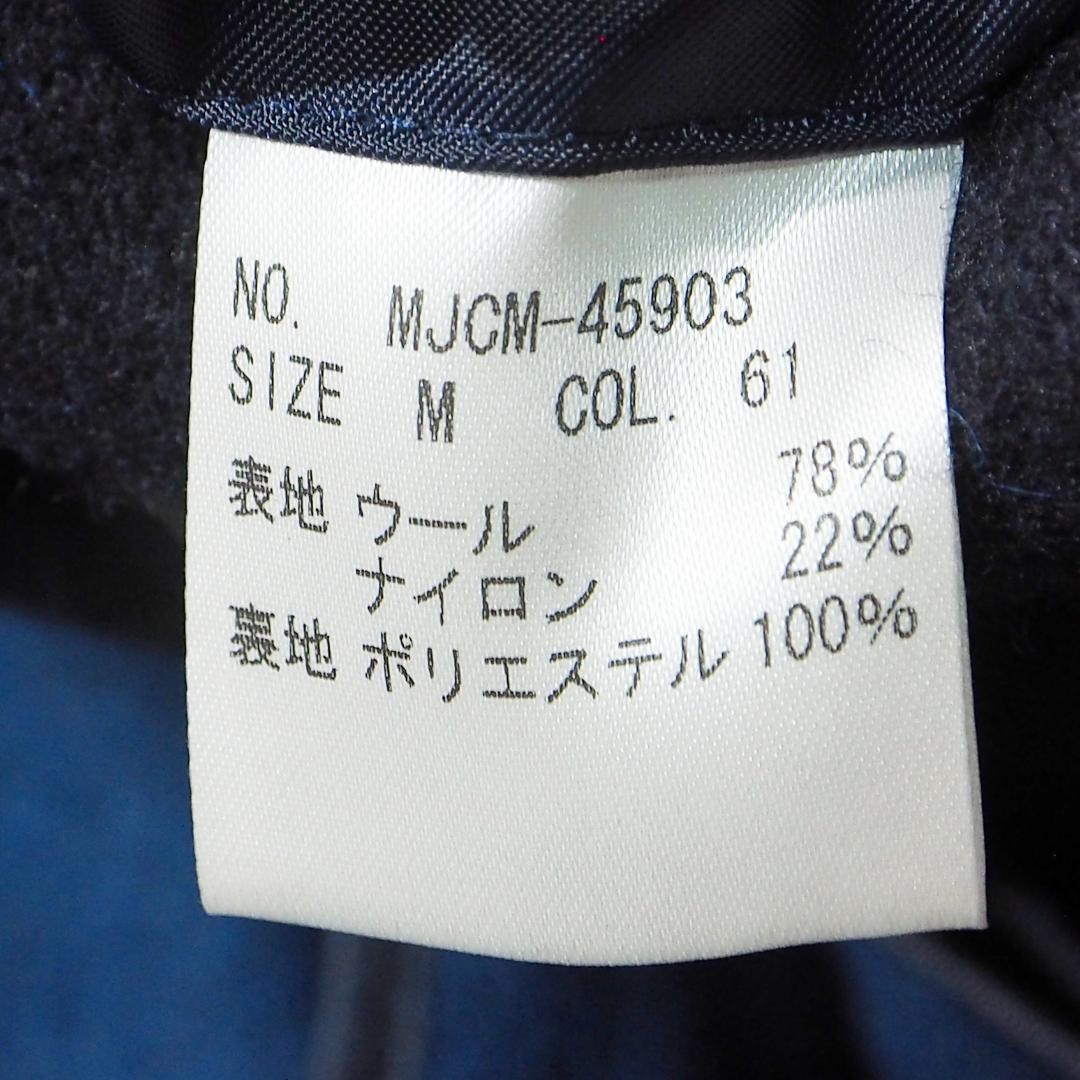 NO. MJCM-45903
SIZE M COL. 61
表地 ウール 78%
ナイロン 22%
裏地 ポリエステル 100%